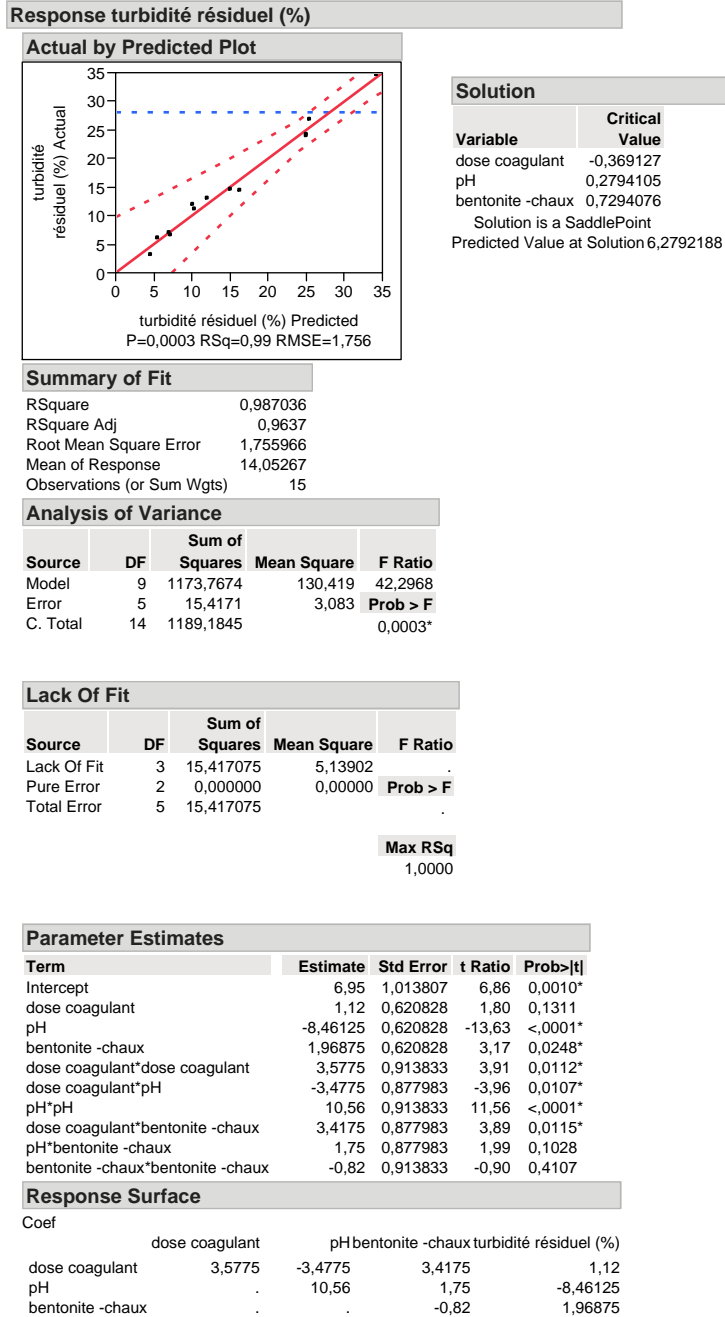 Response turbidité résiduel (%)
Actual by Predicted Plot
turbidité
résiduel (%) Actual
35
30
25
20
15
10
5
0
0 5 10 15 20 25 30 35
turbidité résiduel (%) Predicted
P=0,0003 RSq=0,99 RMSE=1,756
Solution
Variable Critical Value
dose coagulant -0,369127
pH 0,2794105
bentonite -chaux 0,7294076
Solution is a SaddlePoint
Predicted Value at Solution 6,2792188
Summary of Fit
RSquare 0,987036
RSquare Adj 0,9637
Root Mean Square Error 1,755966
Mean of Response 14,05267
Observations (or Sum Wgts) 15
Analysis of Variance
Source DF Sum of Squares Mean Square F Ratio
Model 9 1173,7674 130,419 42,2968
Error 5 15,4171 3,083 Prob > F
C. Total 14 1189,1845 0,0003*
Lack Of Fit
Source DF Sum of Squares Mean Square F Ratio
Lack Of Fit 3 15,417075 5,13902 .
Pure Error 2 0,000000 0,00000 Prob > F
Total Error 5 15,417075 .
Max RSq
1,0000
Parameter Estimates
Term Estimate Std Error t Ratio Prob>|t|
Intercept 6,95 1,013807 6,86 0,0010*
dose coagulant 1,12 0,620828 1,80 0,1311
pH -8,46125 0,620828 -13,63 <,0001*
bentonite -chaux 1,96875 0,620828 3,17 0,0248*
dose coagulant*dose coagulant 3,5775 0,913833 3,91 0,0112*
dose coagulant*pH -3,4775 0,877983 -3,96 0,0107*
pH*pH 10,56 0,913833 11,56 <,0001*
dose coagulant*bentonite -chaux 3,4175 0,877983 3,89 0,0115*
pH*bentonite -chaux 1,75 0,877983 1,99 0,1028
bentonite -chaux*bentonite -chaux -0,82 0,913833 -0,90 0,4107
Response Surface
Coef
dose coagulant pH bentonite -chaux turbidité résiduel (%)
dose coagulant 3,5775 -3,4775 3,4175 1,12
pH . 10,56 1,75 -8,46125
bentonite -chaux . . -0,82 1,96875